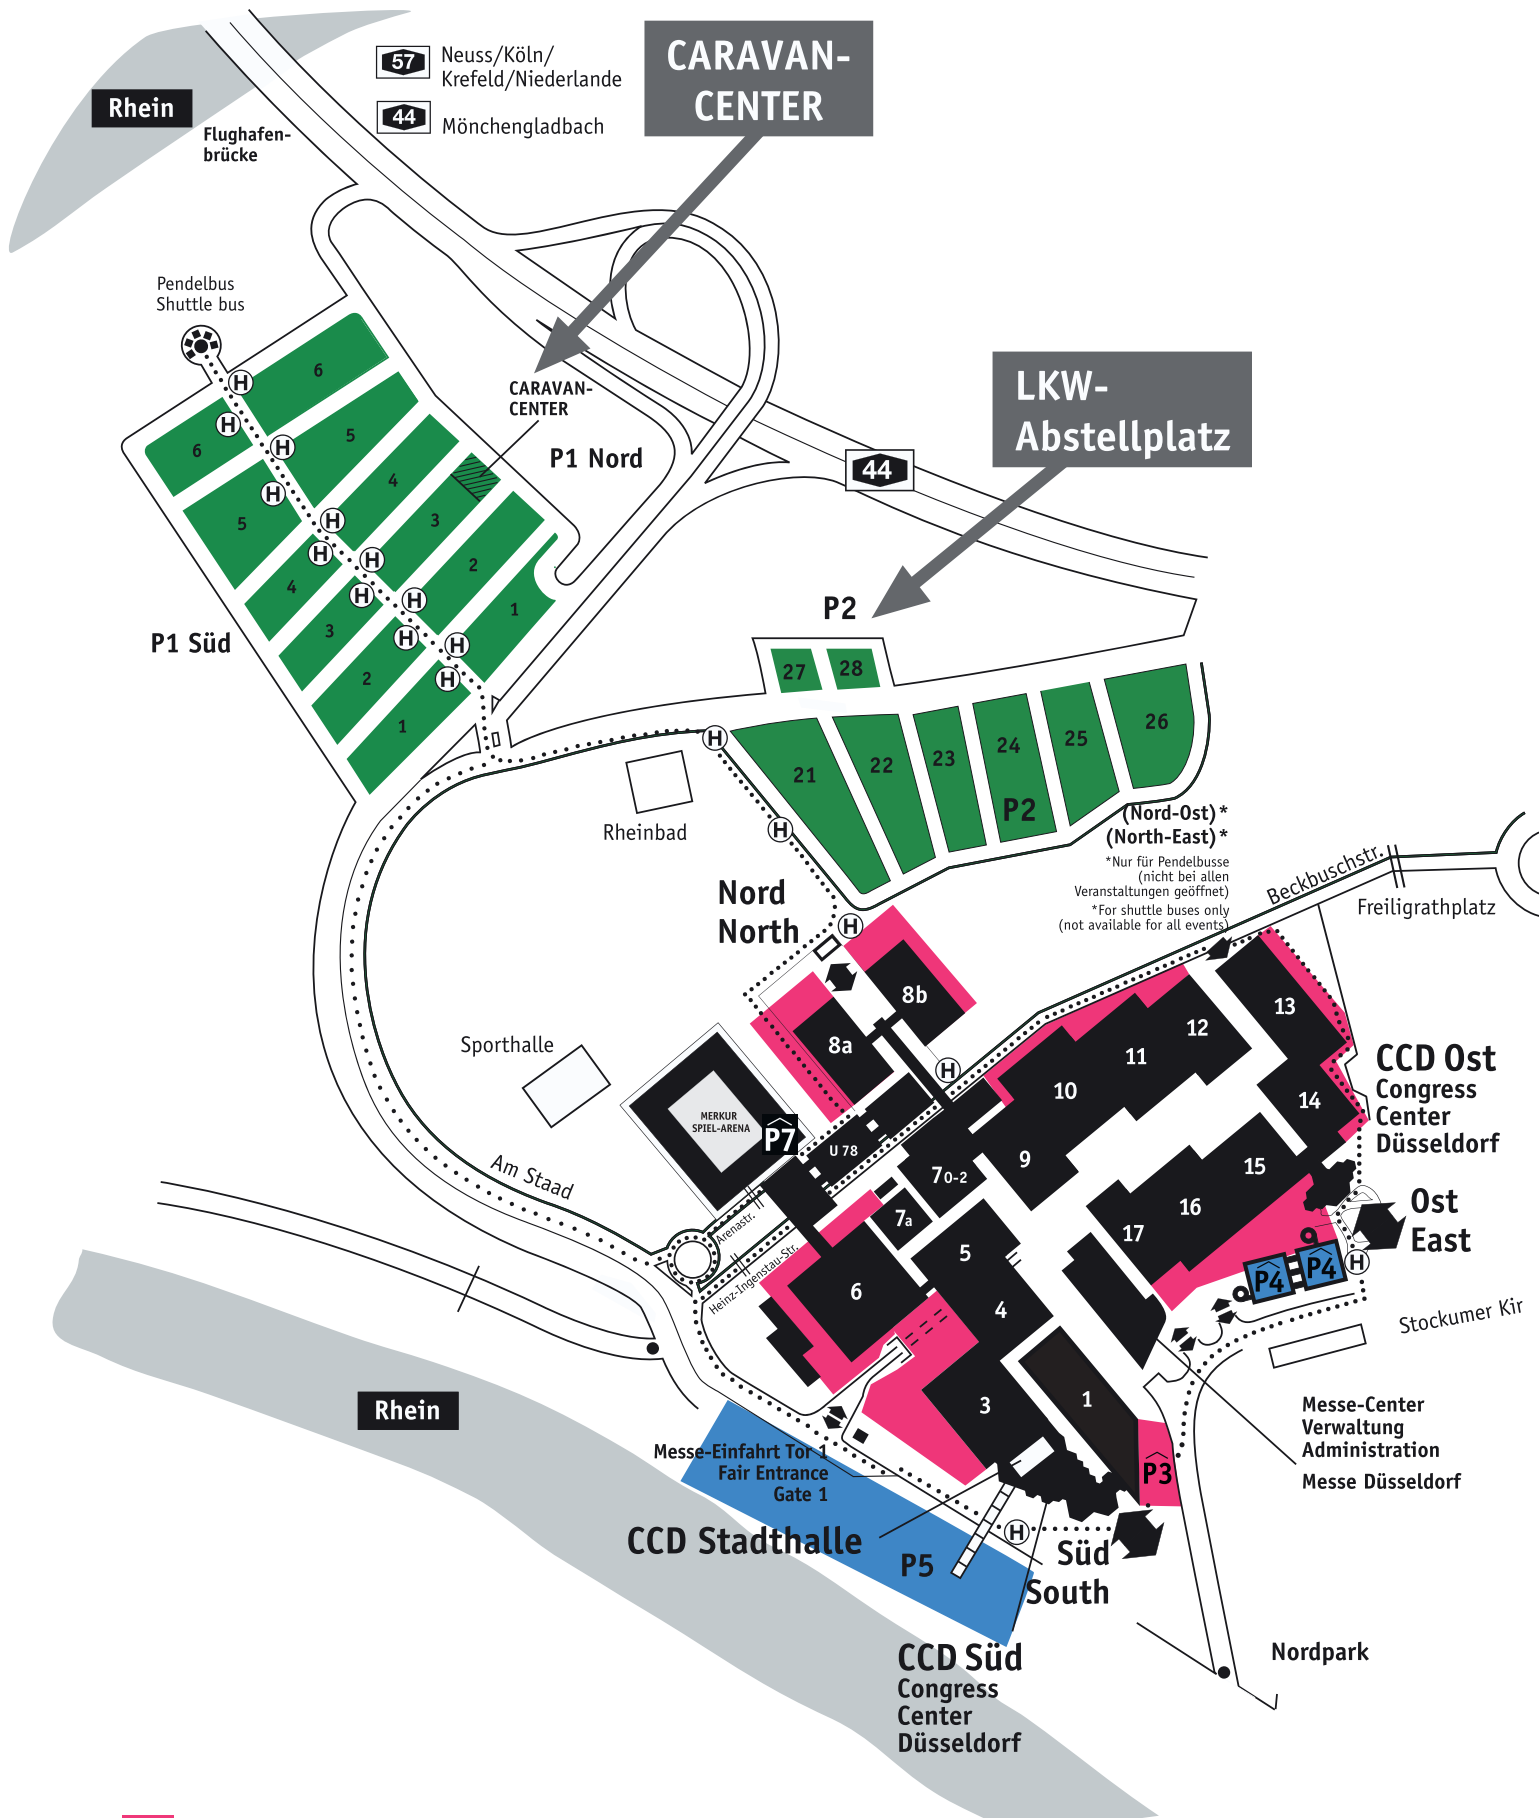 57
Neuss/Köln/
Krefeld/Niederlande
44
Mönchengladbach
CARAVAN-
CENTER
Rhein
Flughafen-
brücke
Pendelbus
Shuttle bus
H
H
H
H
H
H
H
H
H
H
H
H
6
6
5
5
4
4
3
3
2
2
1
1
CARAVAN-
CENTER
P1 Nord
P1 Süd
LKW-
Abstellplatz
44
P2
27
28
21
22
23
24
25
26
P2
(Nord-Ost)*
(North-East)*
*Nur für Pendelbusse
(nicht bei allen
Veranstaltungen geöffnet)
*For shuttle buses only
(not available for all events)
H
H
H
H
Rheinbad
Nord
North
Beckbuschstr.
Freiligrathplatz
8b
8a
13
12
11
10
14
CCD Ost
Congress
Center
Düsseldorf
Sporthalle
MERKUR
SPIEL-ARENA
P7
U 78
70-2
9
7a
15
16
17
Ost
East
Am Staad
Arenastr.
Heinz-Ingenstau-Str.
5
6
4
3
1
P4
P4
H
Stockumer Kir
Rhein
Messe-Einfahrt Tor 1
Fair Entrance
Gate 1
P3
Messe-Center
Verwaltung
Administration
Messe Düsseldorf
CCD Stadthalle
P5
H
Süd
South
CCD Süd
Congress
Center
Düsseldorf
Nordpark